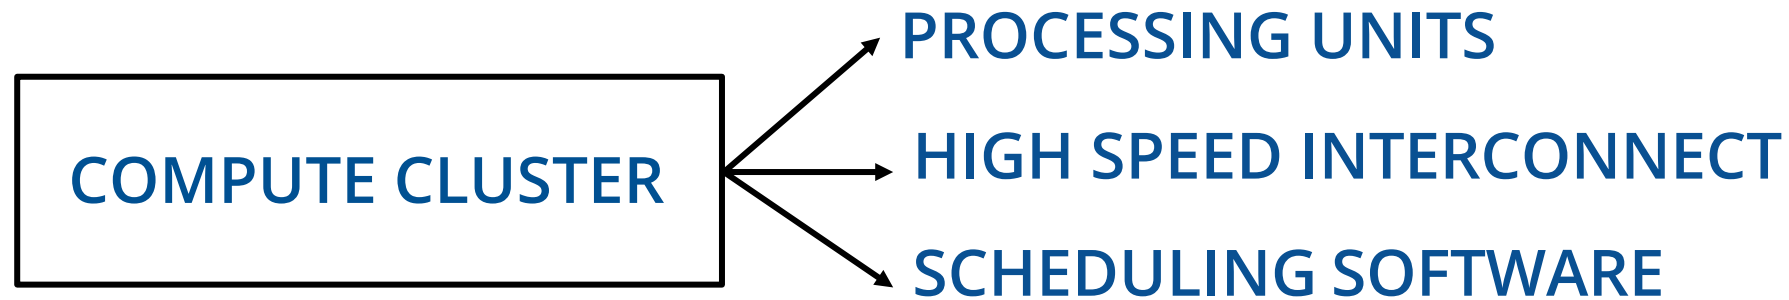 COMPUTE CLUSTER
PROCESSING UNITS
HIGH SPEED INTERCONNECT
SCHEDULING SOFTWARE